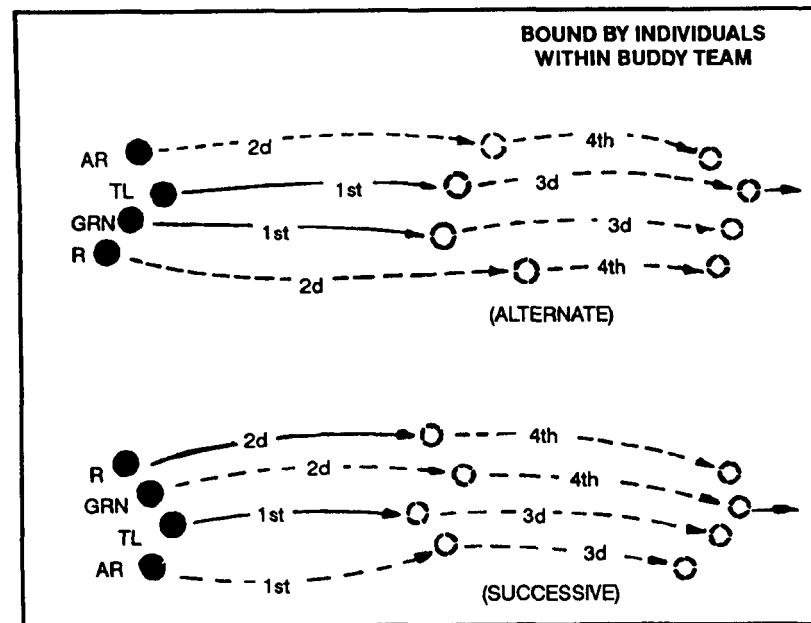 BOUND BY INDIVIDUALS
WITHIN BUDDY TEAM
AR 2d 4th
TL 1st 3d
GRN 1st 3d
R 2d 4th
(ALTERNATE)
R 2d 4th
GRN 2d 4th
TL 1st 3d
AR 1st 3d
(SUCCESSIVE)